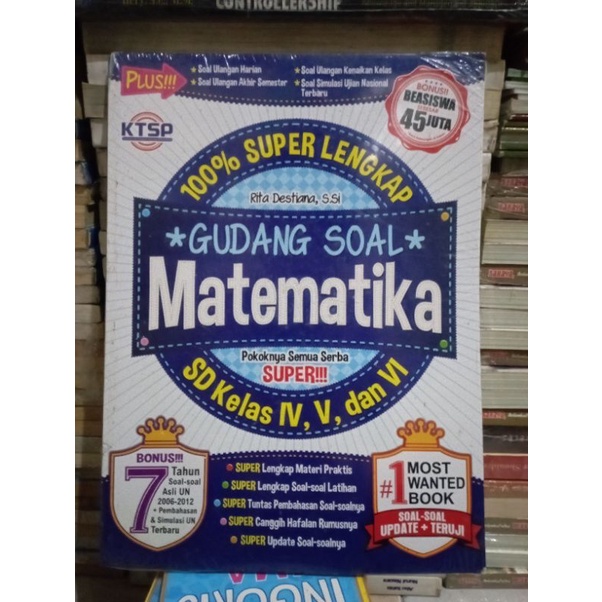 CONTROLLERSHIP
PLUS!!!
• Soal Ulangan Harian
• Soal Ulangan Akhir Semester
• Soal Ulangan Kenaikan Kelas
• Soal Simulasi Ujian Nasional
Terbaru
BONUS!!
BEASISWA
45 JUTA
KTSP
100% SUPER LENGKAP
Rita Destiana, S.Si
GUDANG SOAL
Matematika
Pokoknya Semua Serba
SUPER!!!
SD Kelas IV, V, dan VI
BONUS!!!
7 Tahun
Soal-soal
Asli UN
2006-2012
+ Pembahasan
& Simulasi UN
Terbaru
SUPER Lengkap Materi Praktis
SUPER Lengkap Soal-soal Latihan
SUPER Tuntas Pembahasan Soal-soalnya
SUPER Canggih Hafalan Rumusnya
SUPER Update Soal-soalnya
#1 MOST
WANTED
BOOK
SOAL-SOAL
UPDATE + TERUJI